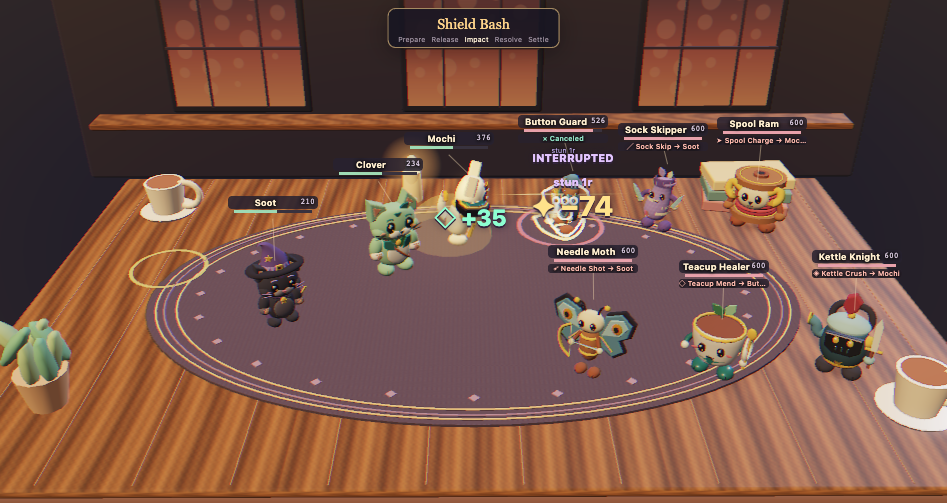 Shield Bash
Prepare Release Impact Resolve Settle
Button Guard 526
× Canceled
stun 1r
INTERRUPTED
stun 1r
-74
Sock Skipper 600
Sock Skip → Soot
Spool Ram 600
Spool Charge → Moc...
Mochi 376
Clover 234
+35
Soot 210
Needle Moth 600
Needle Shot → Soot
Teacup Healer 600
Teacup Mend → But...
Kettle Knight 600
Kettle Crush → Mochi